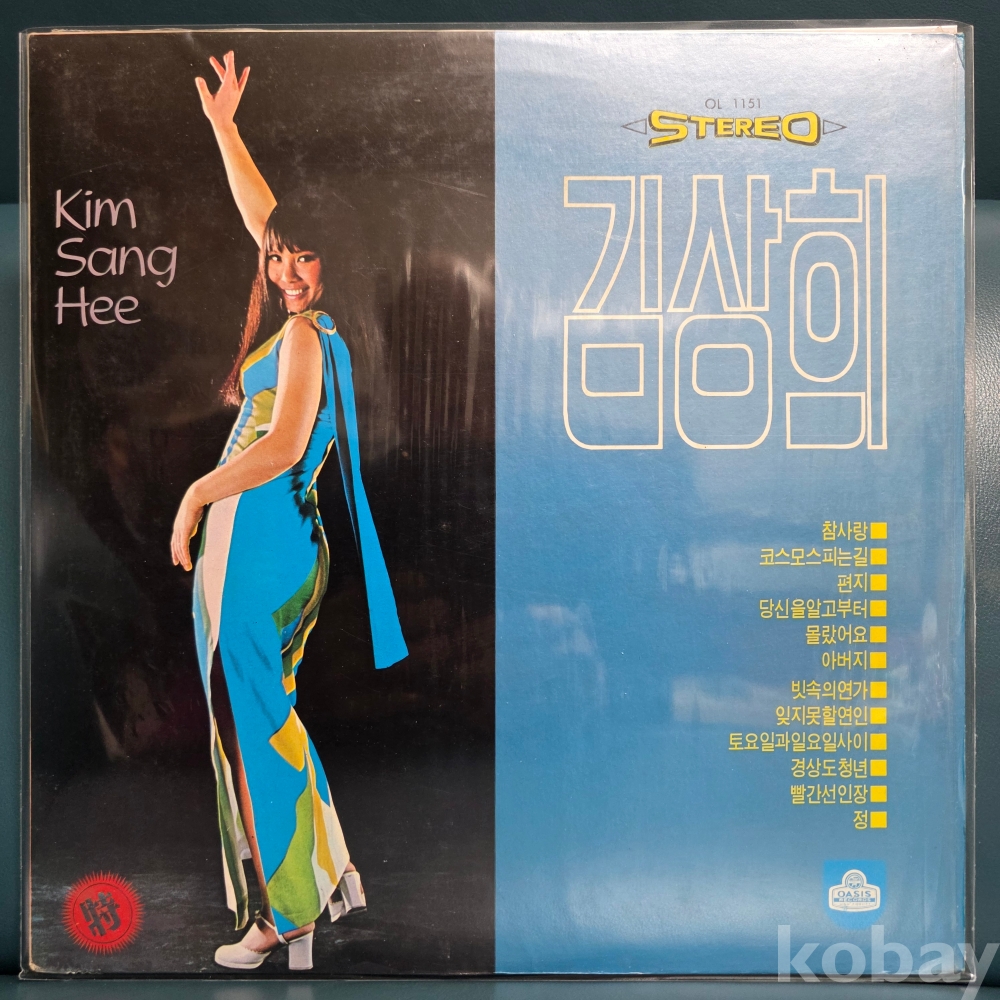 Kim
Sang
Hee
OL 1151
STEREO
김상희
참사랑
코스모스피는길
편지
당신을알고부터
몰랐어요
아버지
빗속의연가
잊지못할연인
토요일과일요일사이
경상도청년
빨간선인장
정
特
OASIS
RECORDS
kobay